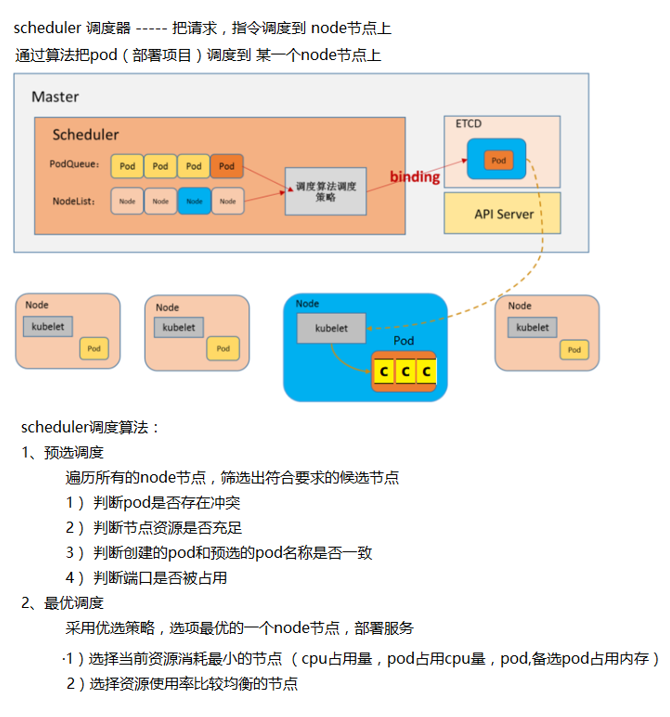 scheduler 调度器 ----- 把请求，指令调度到 node节点上
通过算法把pod（部署项目）调度到 某一个node节点上
Master
Scheduler
ETCD
PodQueue:
Pod Pod Pod Pod
Pod
NodeList:
Node Node Node Node
调度算法调度
策略
binding
API Server
Node
kubelet
Pod
Node
kubelet
Pod
Node
kubelet
Pod
C C C
Node
kubelet
Pod
scheduler调度算法：
1、预选调度
遍历所有的node节点，筛选出符合要求的候选节点
1）判断pod是否存在冲突
2）判断节点资源是否充足
3）判断创建的pod和预选的pod名称是否一致
4）判断端口是否被占用
2、最优调度
采用优选策略，选项最优的一个node节点，部署服务
·1）选择当前资源消耗最小的节点 （cpu占用量，pod占用cpu量，pod,备选pod占用内存）
2）选择资源使用率比较均衡的节点